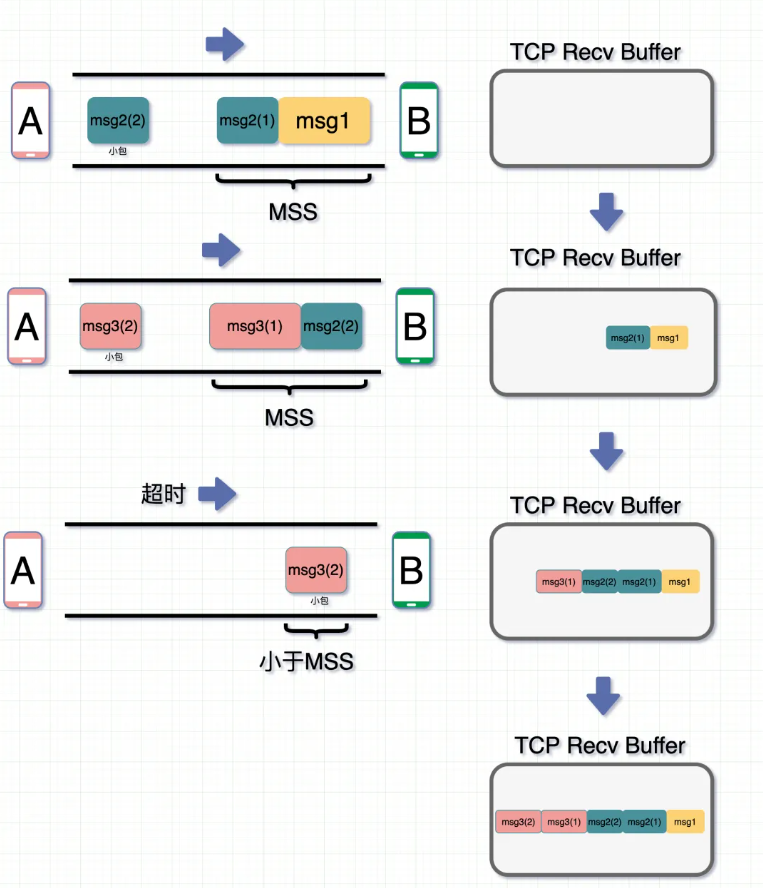 TCP Recv Buffer
A
msg2(2)
小包
msg2(1)
msg1
B
MSS
TCP Recv Buffer
A
msg3(2)
小包
msg3(1)
msg2(2)
B
msg2(1)
msg1
MSS
超时
TCP Recv Buffer
A
msg3(2)
小包
B
msg3(1)
msg2(2)
msg2(1)
msg1
小于MSS
TCP Recv Buffer
msg3(2)
msg3(1)
msg2(2)
msg2(1)
msg1